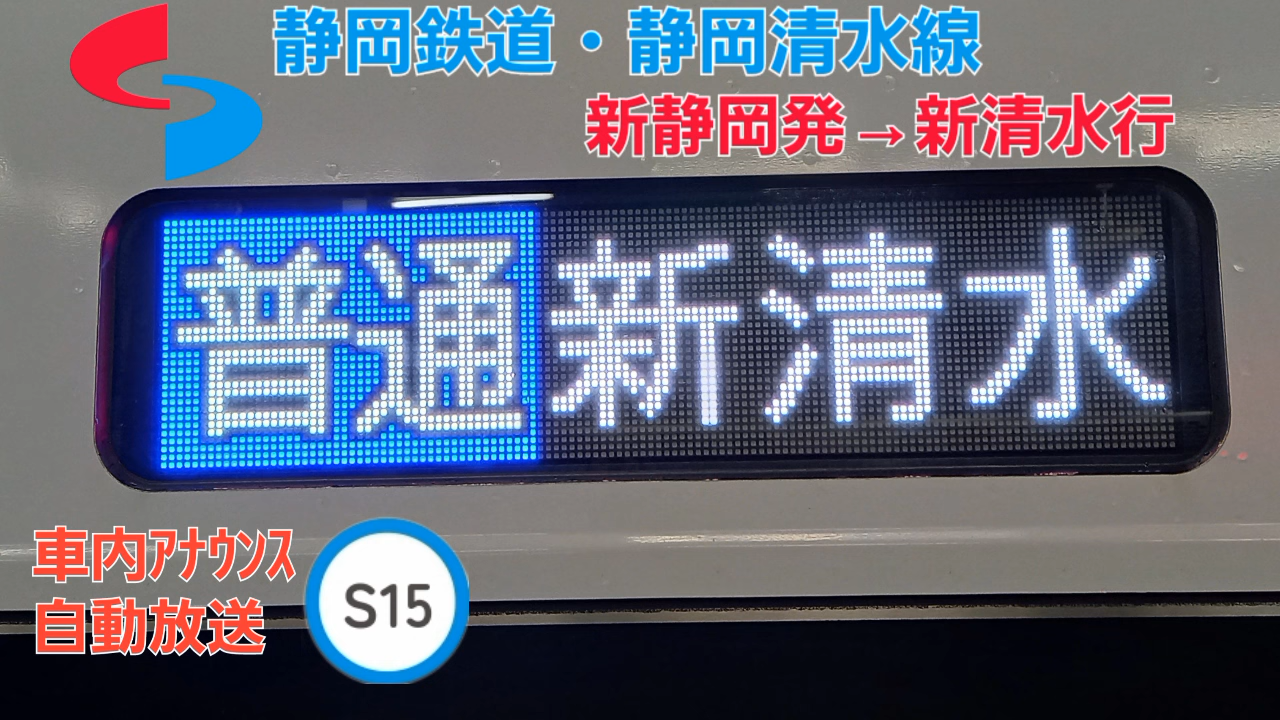 静岡鉄道・静岡清水線
新静岡発→新清水行
普通新清水
車内ｱﾅｳﾝｽ
自動放送
S15